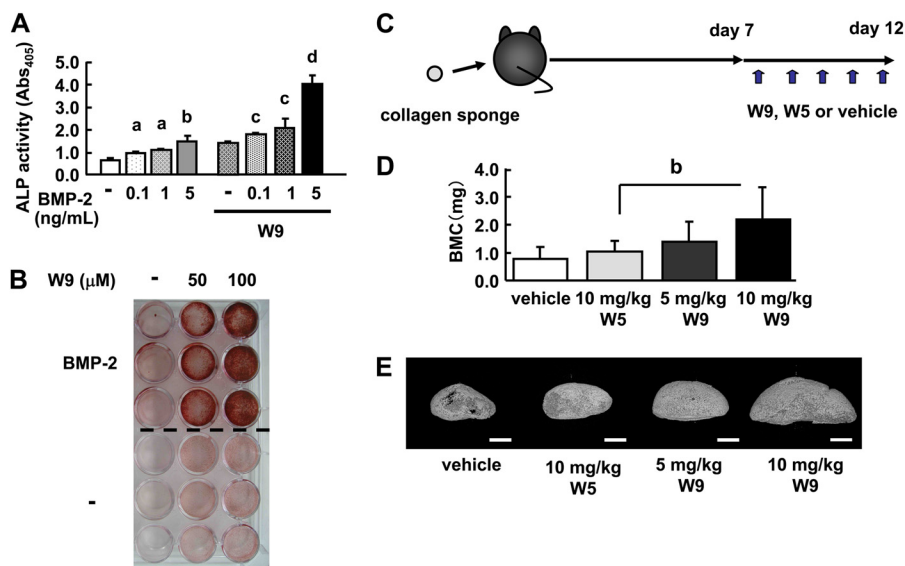 A
ALP activity (Abs405)
5.0
4.0
3.0
2.0
1.0
0.0
a
a
b
c
c
d
- 0.1 1 5 - 0.1 1 5
BMP-2
(ng/mL)
W9
B
W9 (μM) - 50 100
BMP-2
-
C
day 7
day 12
collagen sponge
W9, W5 or vehicle
D
BMC(mg)
4.0
3.0
2.0
1.0
0.0
b
vehicle 10 mg/kg 5 mg/kg 10 mg/kg
W5 W9 W9
E
vehicle 10 mg/kg 5 mg/kg 10 mg/kg
W5 W9 W9